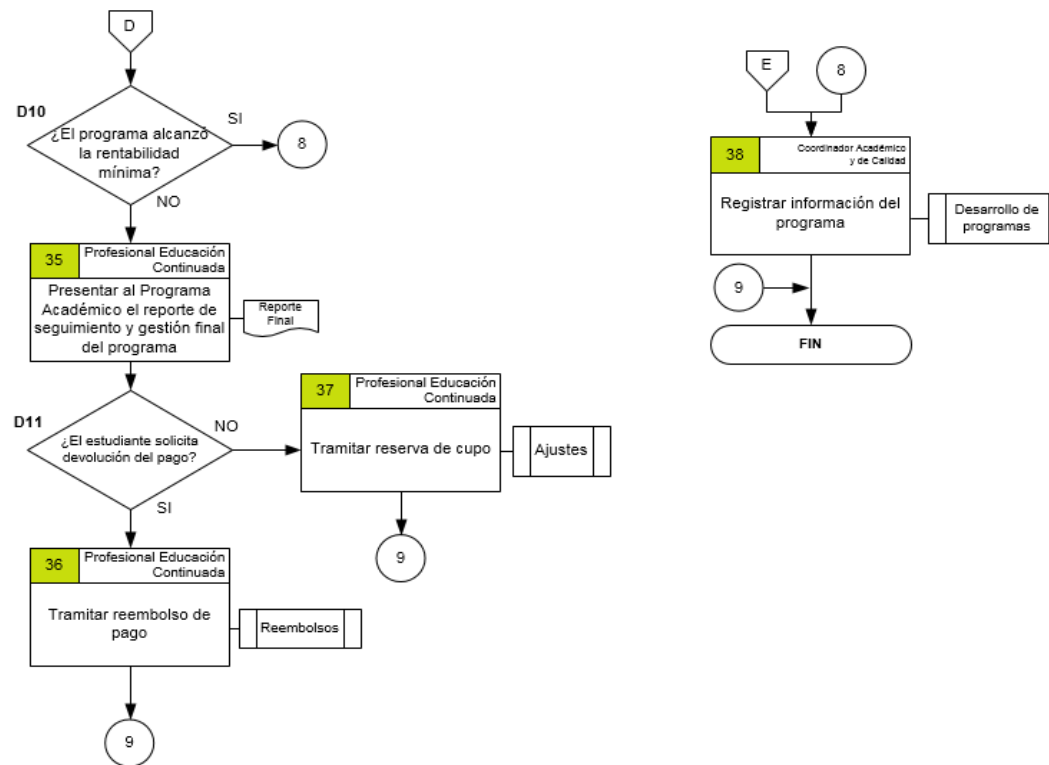 D
D10
¿El programa alcanzó
la rentabilidad
mínima?
SI
8
NO
35
Profesional Educación
Continuada
Presentar al Programa
Académico el reporte de
seguimiento y gestión final
del programa
Reporte
Final
D11
¿El estudiante solicita
devolución del pago?
NO
SI
37
Profesional Educación
Continuada
Tramitar reserva de cupo
Ajustes
9
36
Profesional Educación
Continuada
Tramitar reembolso de
pago
Reembolsos
9
E
8
38
Coordinador Académico
y de Calidad
Registrar información del
programa
Desarrollo de
programas
9
FIN